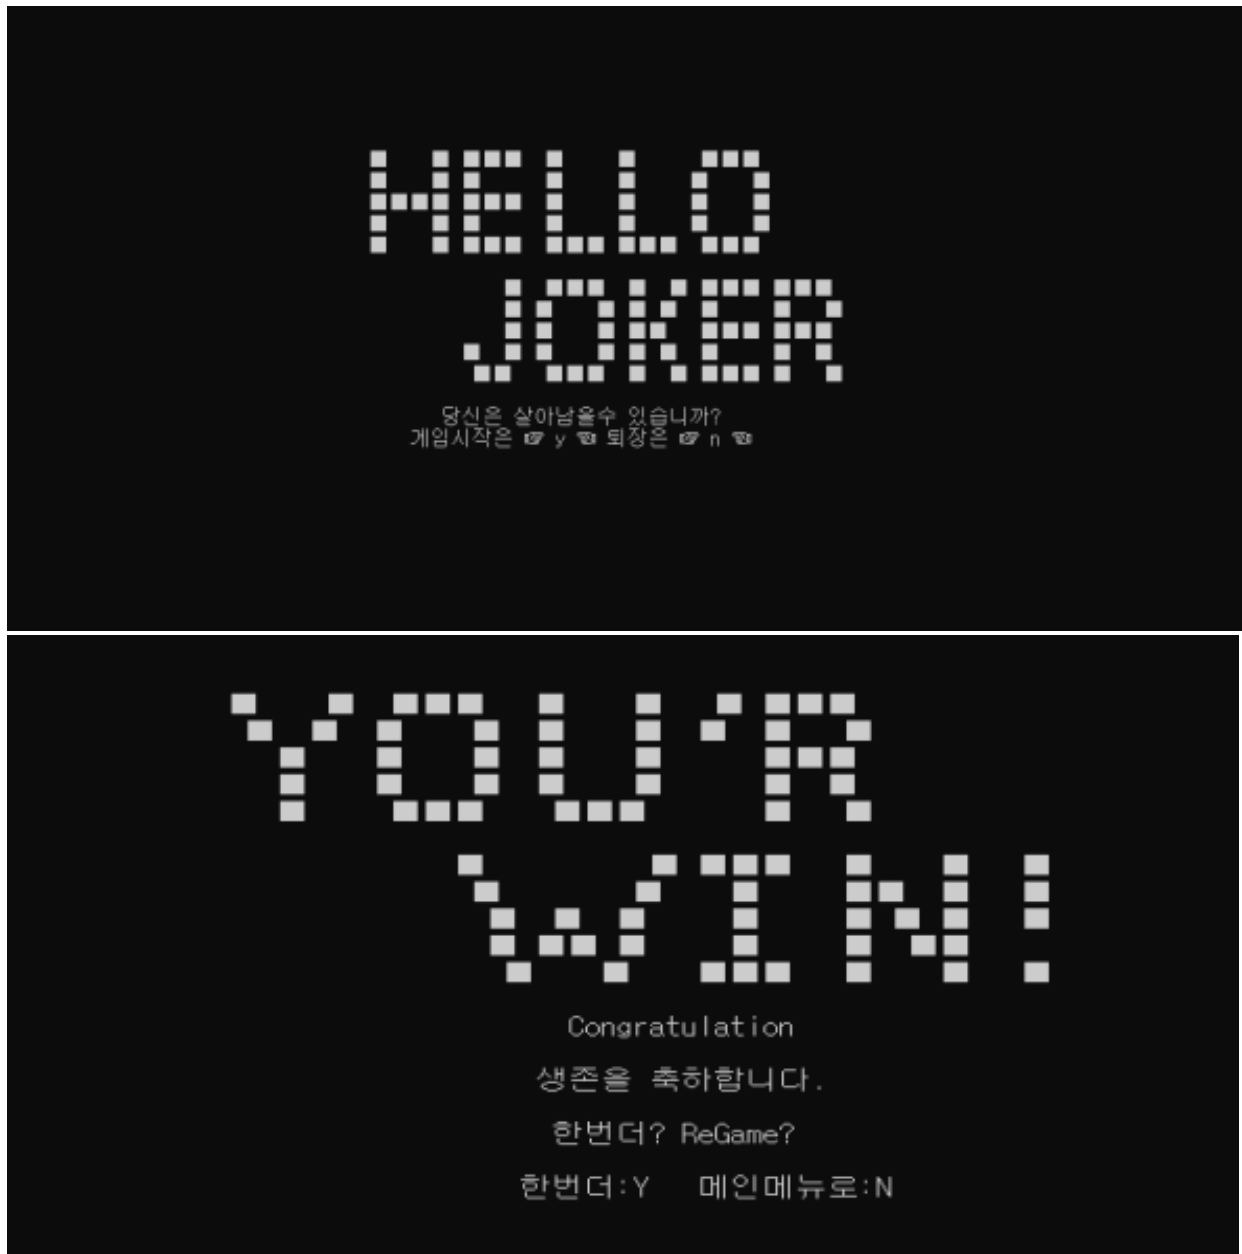 HELLO
JOKER
당신은 살아남을수 있습니까?
게임시작은 ☞ y ☜ 퇴장은 ☞ n ☜
YOU'R
WIN!
Congratulation
생존을 축하합니다.
한번더? ReGame?
한번더:Y 메인메뉴로:N